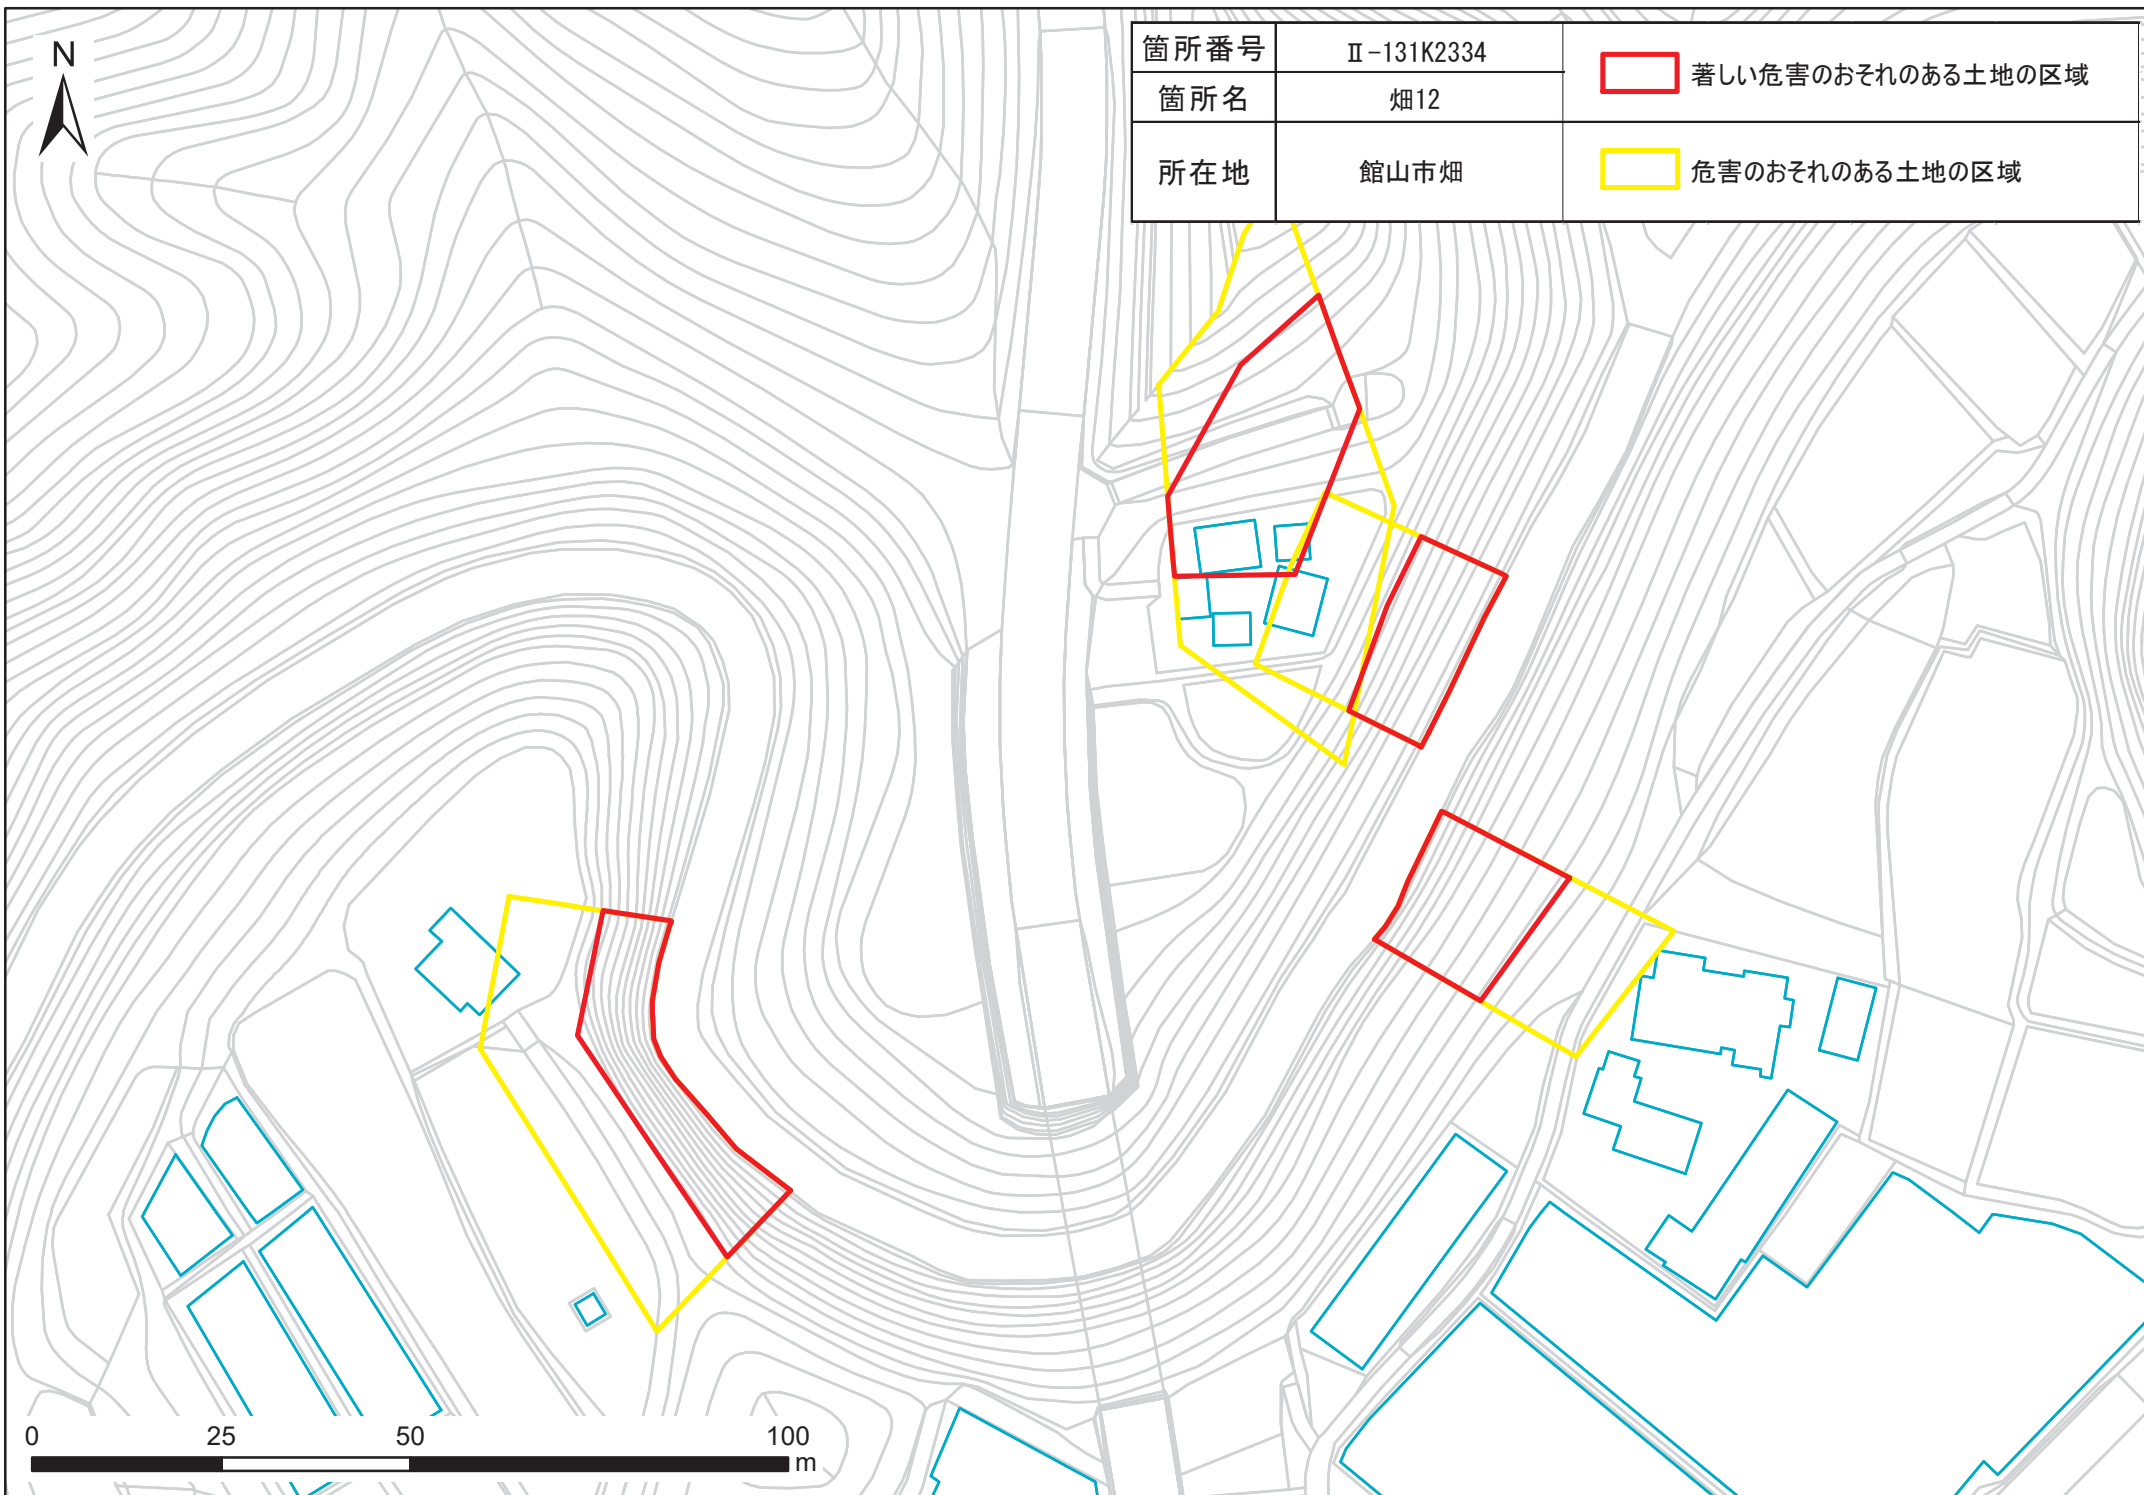 N
箇所番号 Ⅱ-131K2334
箇所名 畑12
所在地 館山市畑
著しい危害のおそれのある土地の区域
危害のおそれのある土地の区域
0 25 50 100
m